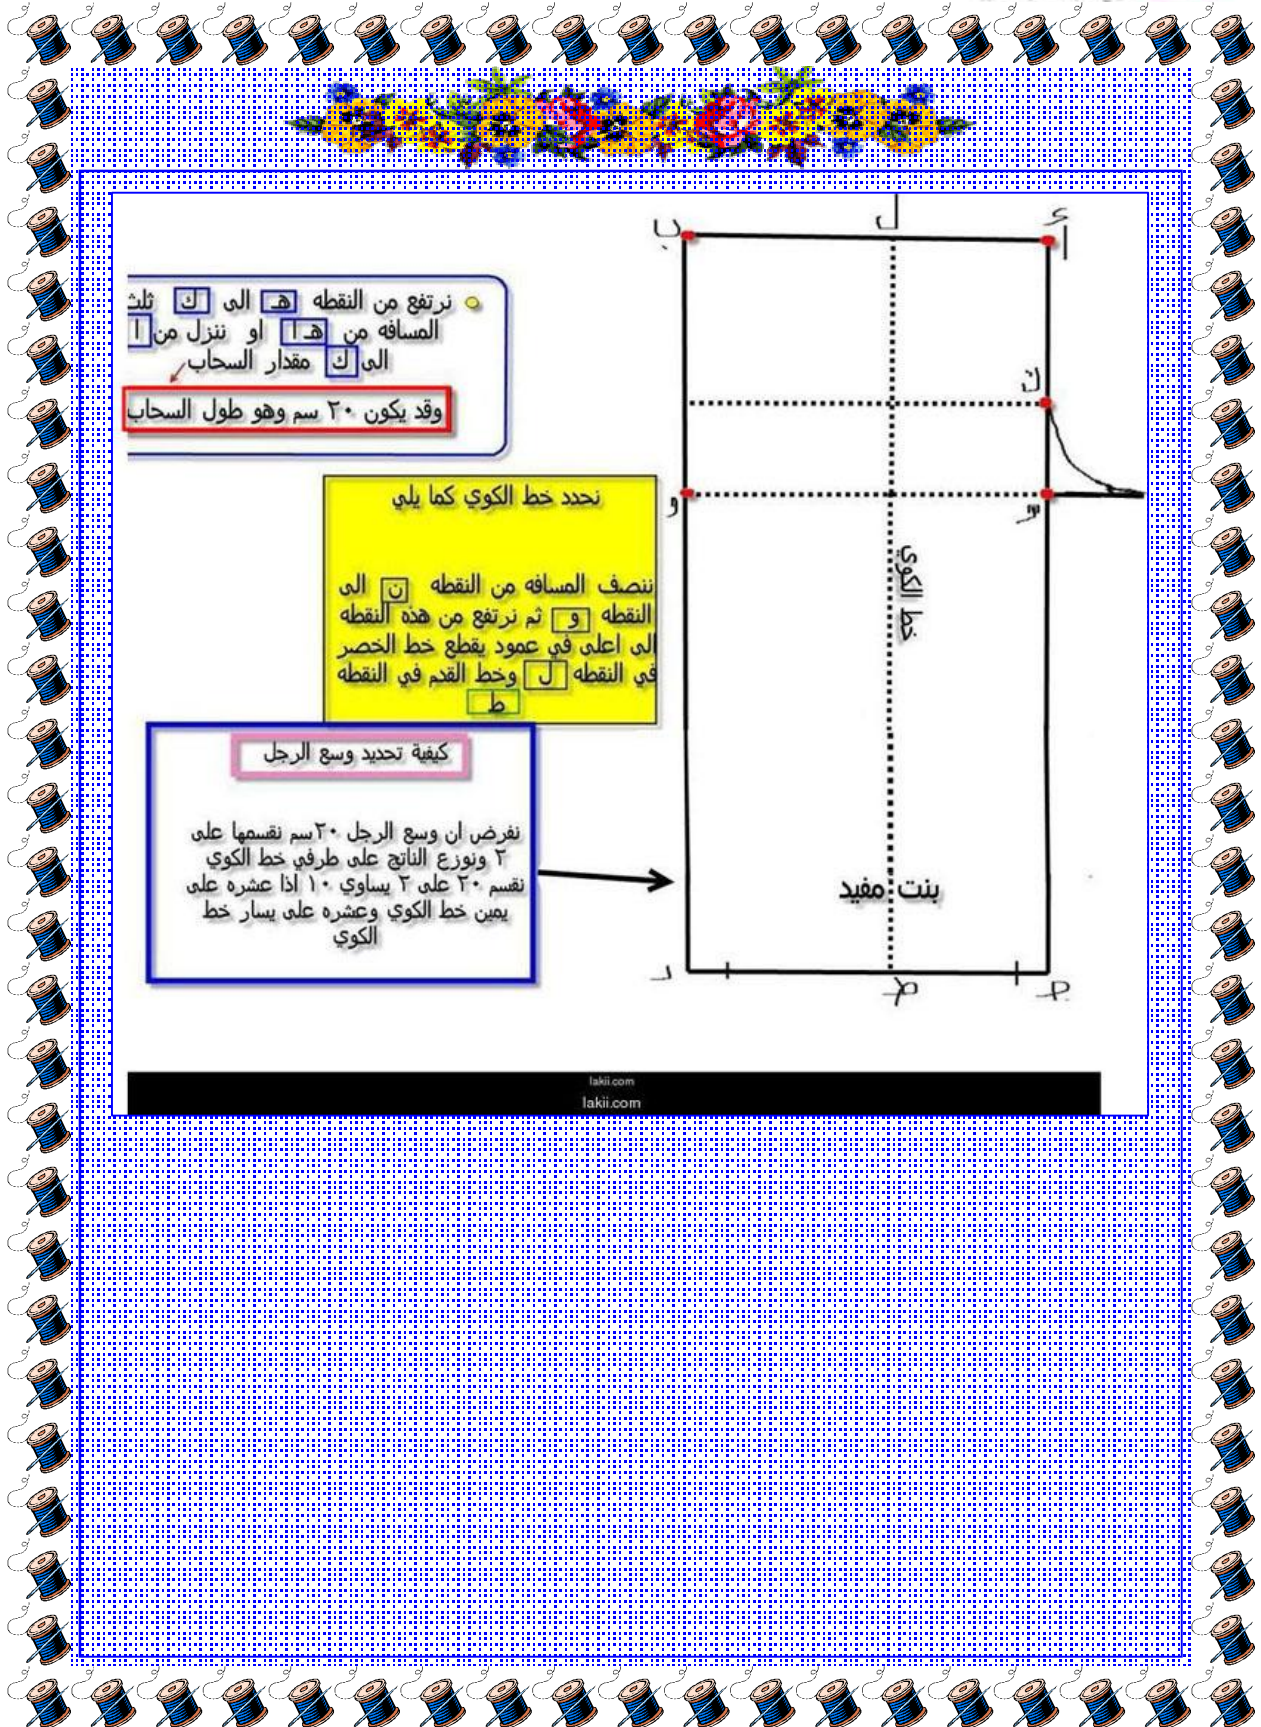 نرتفع من النقطه هـ الى ك ثلث
المسافه من هـ ا او ننزل من ا
الى ك مقدار السحاب
وقد يكون ٢٠ سم وهو طول السحاب
نحدد خط الكوي كما يلي
ننصف المسافه من النقطه ن الى
النقطه و ثم نرتفع من هذه النقطه
الى اعلى في عمود يقطع خط الخصر
في النقطه ل وخط القدم في النقطه
ط
كيفية تحديد وسع الرجل
نفرض ان وسع الرجل ٢٠سم نقسمها على
٢ ونوزع الناتج على طرفي خط الكوي
نقسم ٢٠ على ٢ يساوي ١٠ اذا عشره على
يمين خط الكوي وعشره على يسار خط
الكوي
ل
ب
أ
و
خط الكوي
بنت مفيد
lakii.com
lakii.com